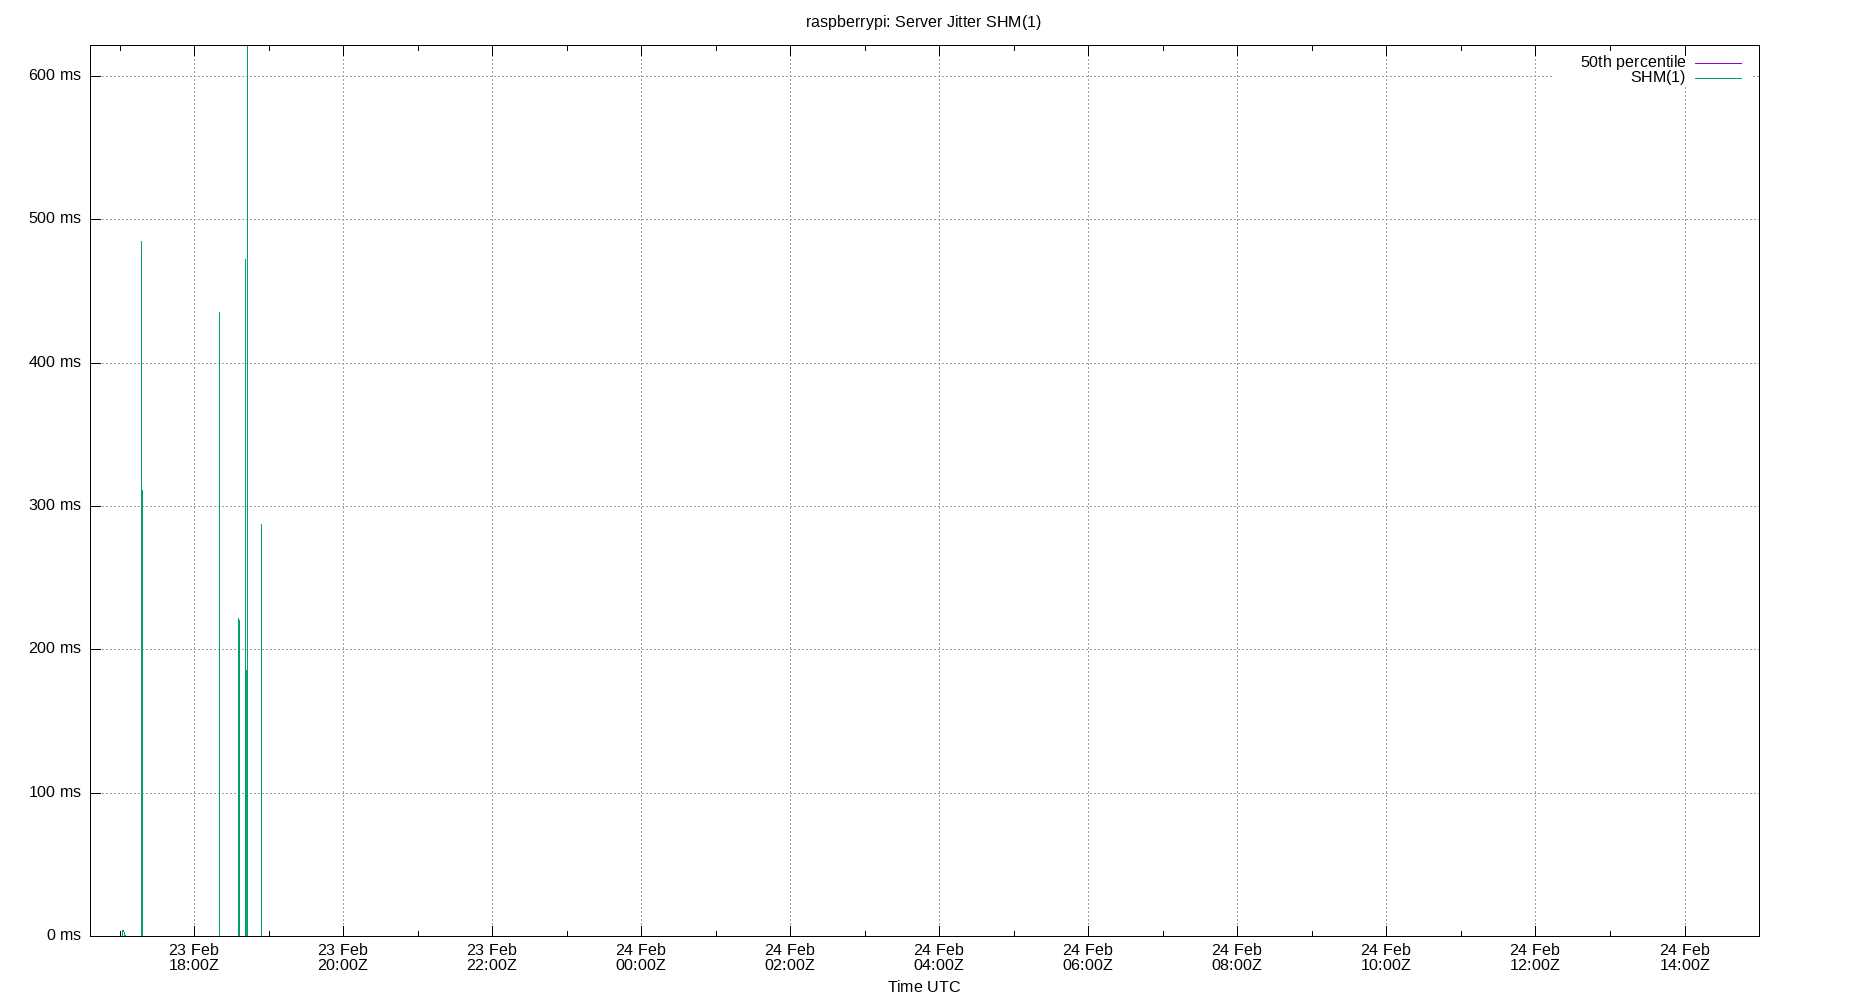 raspberrypi: Server Jitter SHM(1)
50th percentile
SHM(1)
600 ms
500 ms
400 ms
300 ms
200 ms
100 ms
0 ms
23 Feb 23 Feb 23 Feb 24 Feb 24 Feb 24 Feb 24 Feb 24 Feb 24 Feb 24 Feb 24 Feb
18:00Z 20:00Z 22:00Z 00:00Z 02:00Z 04:00Z 06:00Z 08:00Z 10:00Z 12:00Z 14:00Z
Time UTC